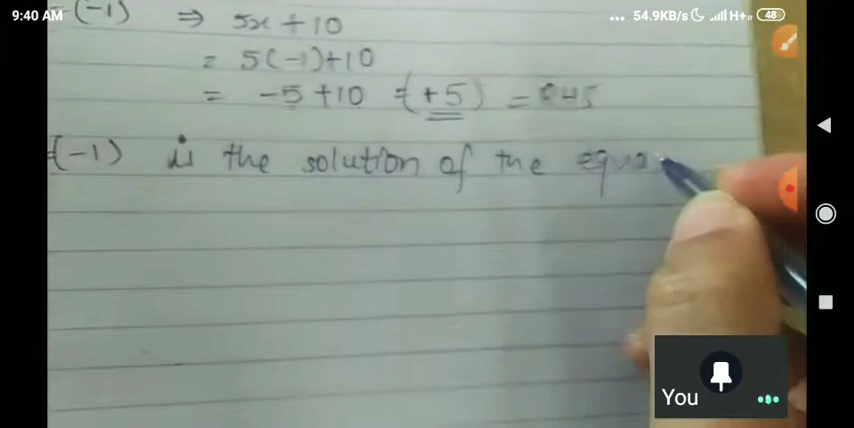 9:40 AM ... 54.9KB/s H+ 48
(-1) ⇒ 5x + 10
= 5(-1)+10
= -5 +10 = (+5) =
(-1) is the solution of the equa
You